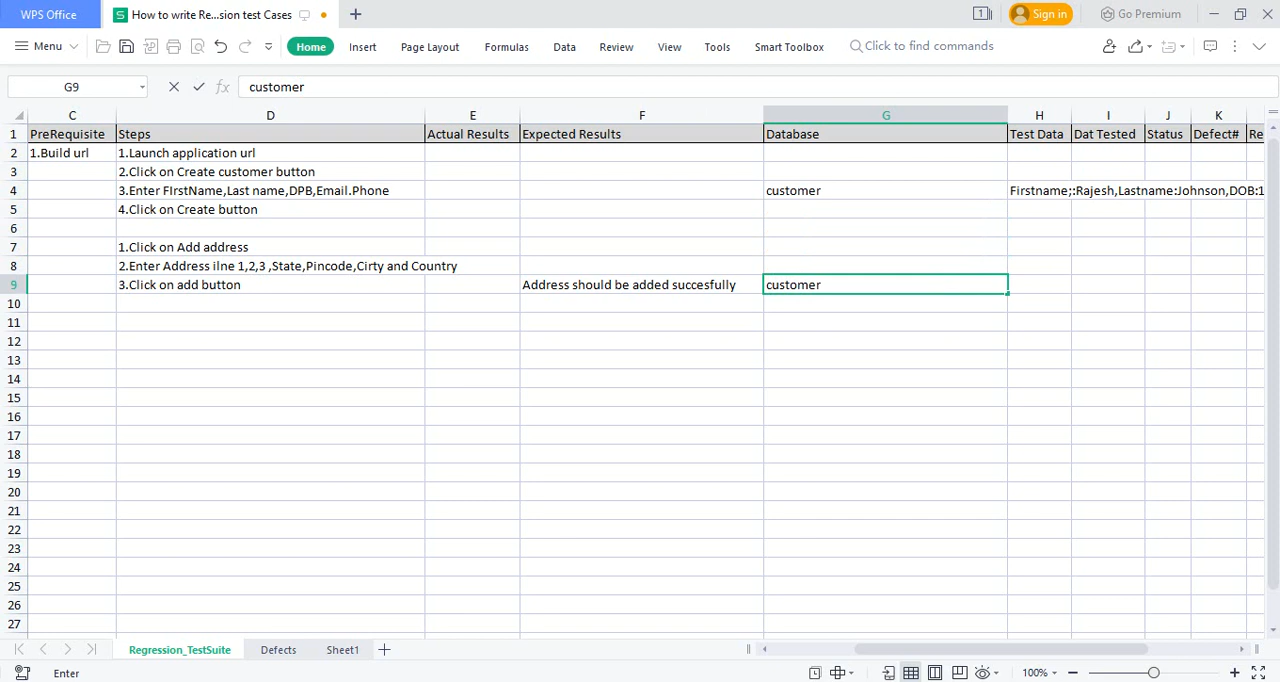 WPS Office How to write Re...sion test Cases 1 Sign in Go Premium
Menu Home Insert Page Layout Formulas Data Review View Tools Smart Toolbox Click to find commands
G9 fx customer
C D E F G H I J K
1 PreRequisite Steps Actual Results Expected Results Database Test Data Dat Tested Status Defect# Re
2 1.Build url 1.Launch application url
3 2.Click on Create customer button
4 3.Enter FIrstName,Last name,DPB,Email.Phone customer Firstname;:Rajesh,Lastname:Johnson,DOB:1
5 4.Click on Create button
6
7 1.Click on Add address
8 2.Enter Address ilne 1,2,3 ,State,Pincode,Cirty and Country
9 3.Click on add button Address should be added succesfully customer
10
11
12
13
14
15
16
17
18
19
20
21
22
23
24
25
26
27
Regression_TestSuite Defects Sheet1
Enter 100%